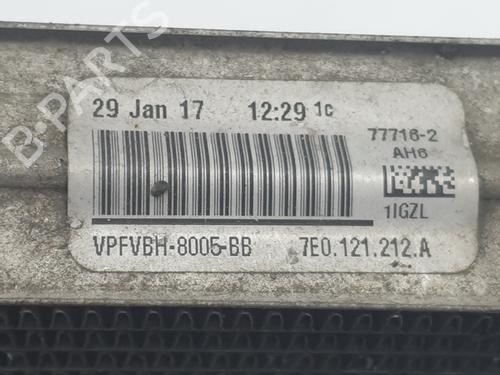 B-PARTS
29 Jan 17 12:29 1c
77716-2
AH6
1IGZL
VPFVBH-8005-BB 7E0.121.212.A